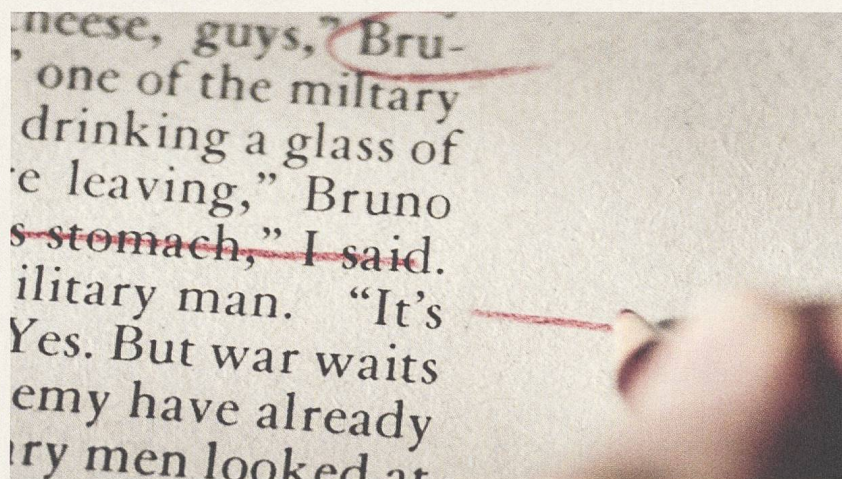 heese, guys,” Bru-
” one of the miltary
drinking a glass of
e leaving,” Bruno
s stomach,” I said.
ilitary man. “It’s
Yes. But war waits
emy have already
ary men looked at